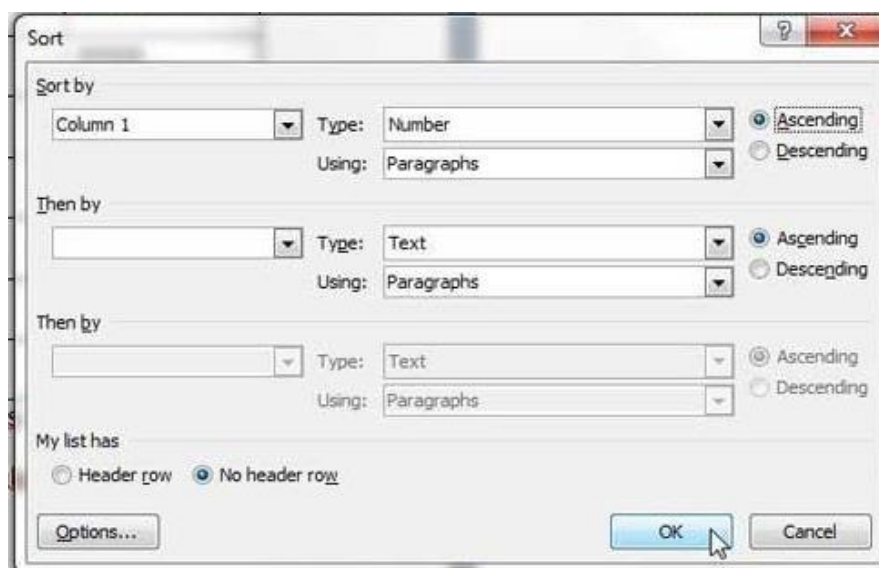 Sort
Sort by
Column 1 Type: Number Ascending
Using: Paragraphs Descending
Then by
Type: Text Ascending
Using: Paragraphs Descending
Then by
Type: Text Ascending
Using: Paragraphs Descending
My list has
Header row No header row
Options... OK Cancel